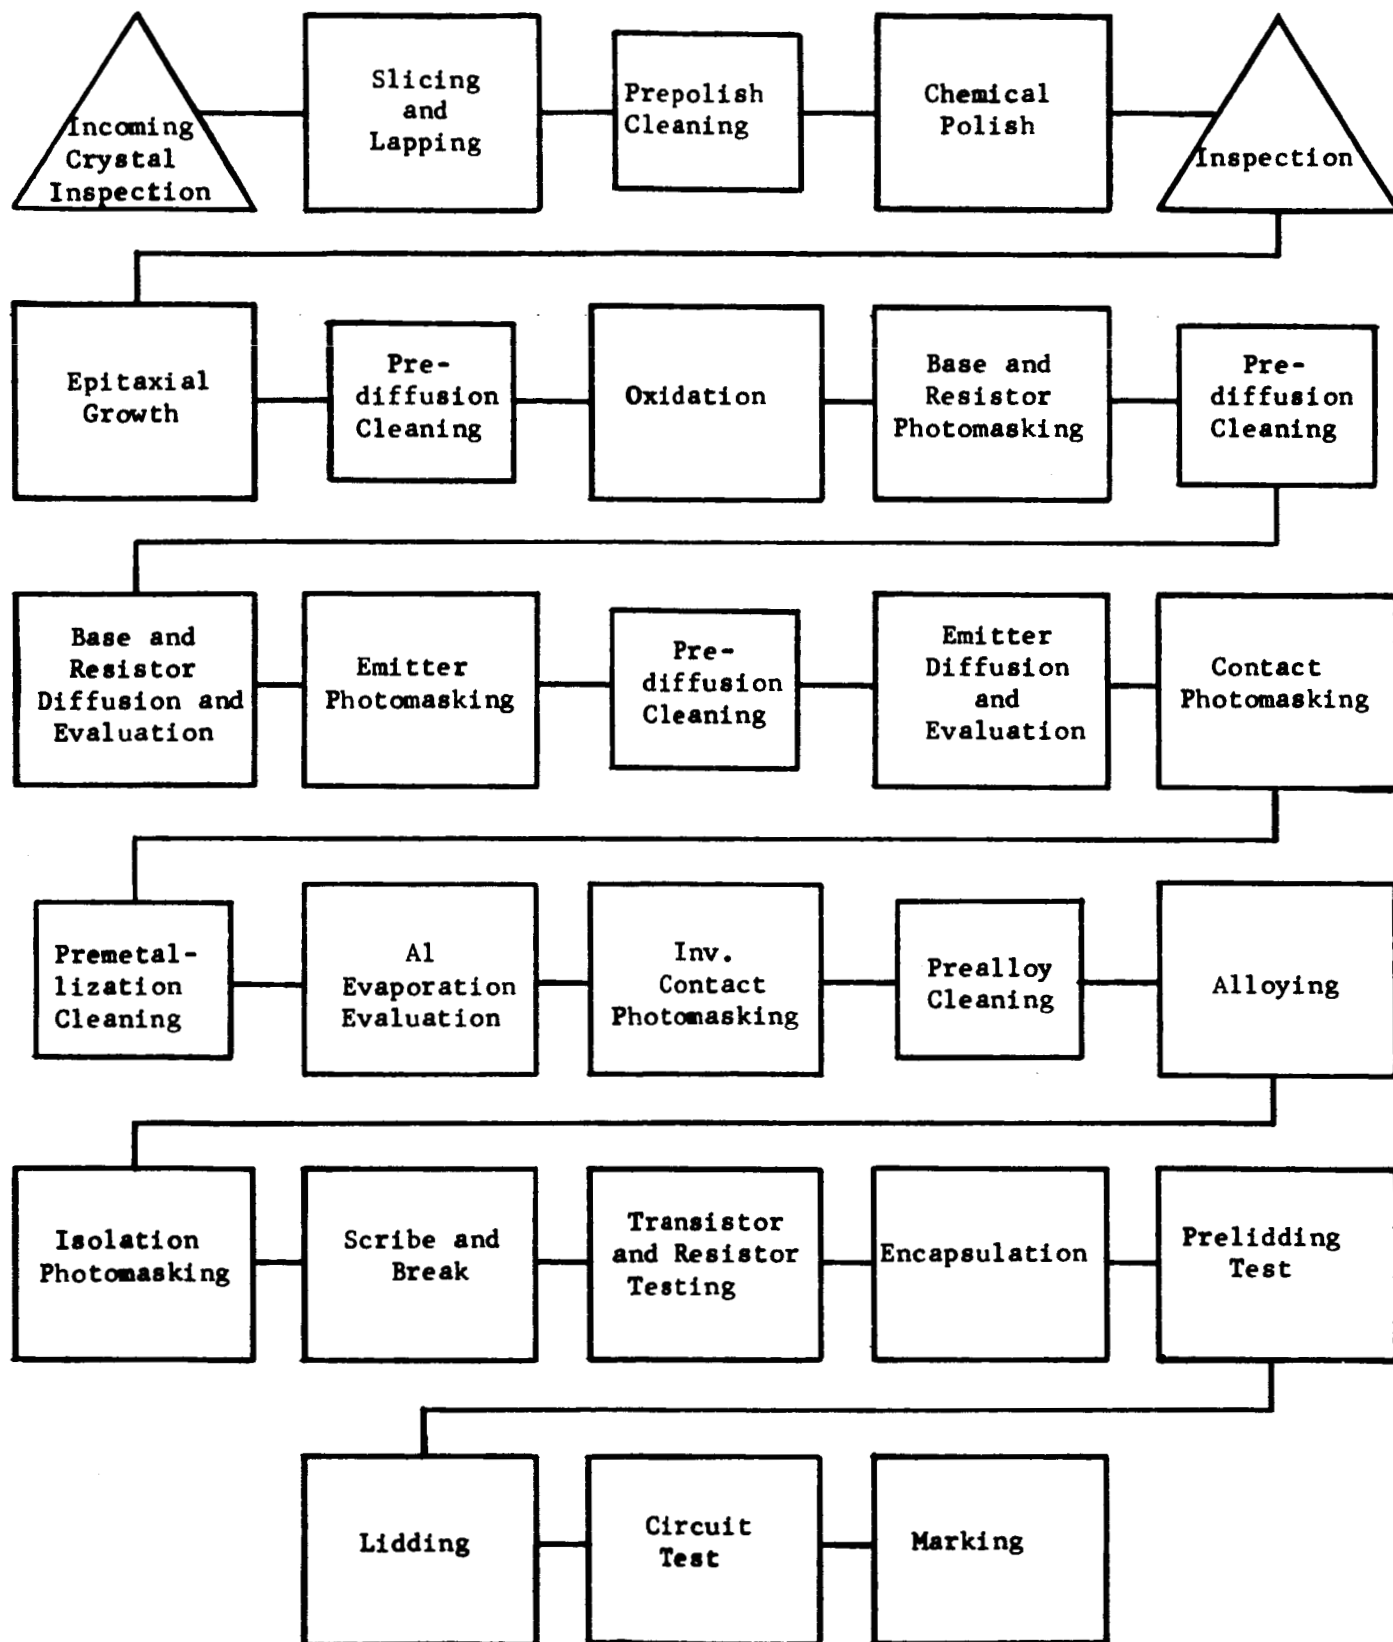 Incoming
Crystal
Inspection
Slicing
and
Lapping
Prepolish
Cleaning
Chemical
Polish
Inspection
Epitaxial
Growth
Pre-
diffusion
Cleaning
Oxidation
Base and
Resistor
Photomasking
Pre-
diffusion
Cleaning
Base and
Resistor
Diffusion and
Evaluation
Emitter
Photomasking
Pre-
diffusion
Cleaning
Emitter
Diffusion
and
Evaluation
Contact
Photomasking
Premetal-
lization
Cleaning
Al
Evaporation
Evaluation
Inv.
Contact
Photomasking
Prealloy
Cleaning
Alloying
Isolation
Photomasking
Scribe and
Break
Transistor
and Resistor
Testing
Encapsulation
Prelidding
Test
Lidding
Circuit
Test
Marking